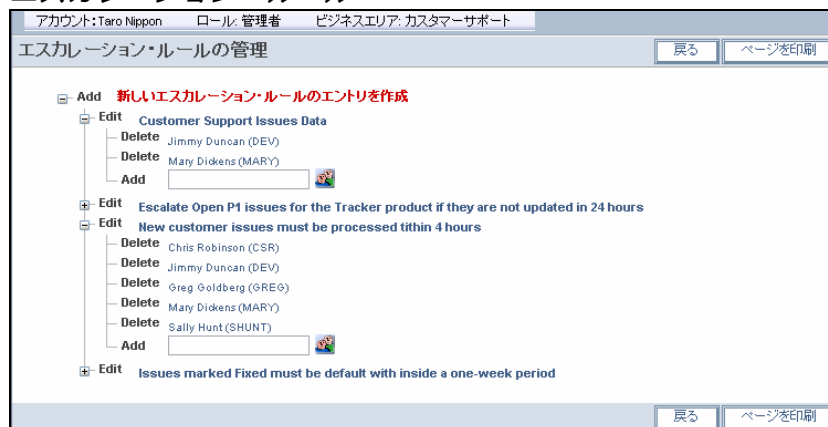 アカウント：Taro Nippon ロール: 管理者 ビジネスエリア: カスタマーサポート
エスカレーション・ルールの管理 戻る ページを印刷
Add 新しいエスカレーション・ルールのエントリを作成
Edit Customer Support Issues Data
Delete Jimmy Duncan (DEV)
Delete Mary Dickens (MARY)
Add
Edit Escalate Open P1 issues for the Tracker product if they are not updated in 24 hours
Edit New customer issues must be processed tithin 4 hours
Delete Chris Robinson (CSR)
Delete Jimmy Duncan (DEV)
Delete Greg Goldberg (GREG)
Delete Mary Dickens (MARY)
Delete Sally Hunt (SHUNT)
Add
Edit Issues marked Fixed must be default with inside a one-week period
戻る ページを印刷